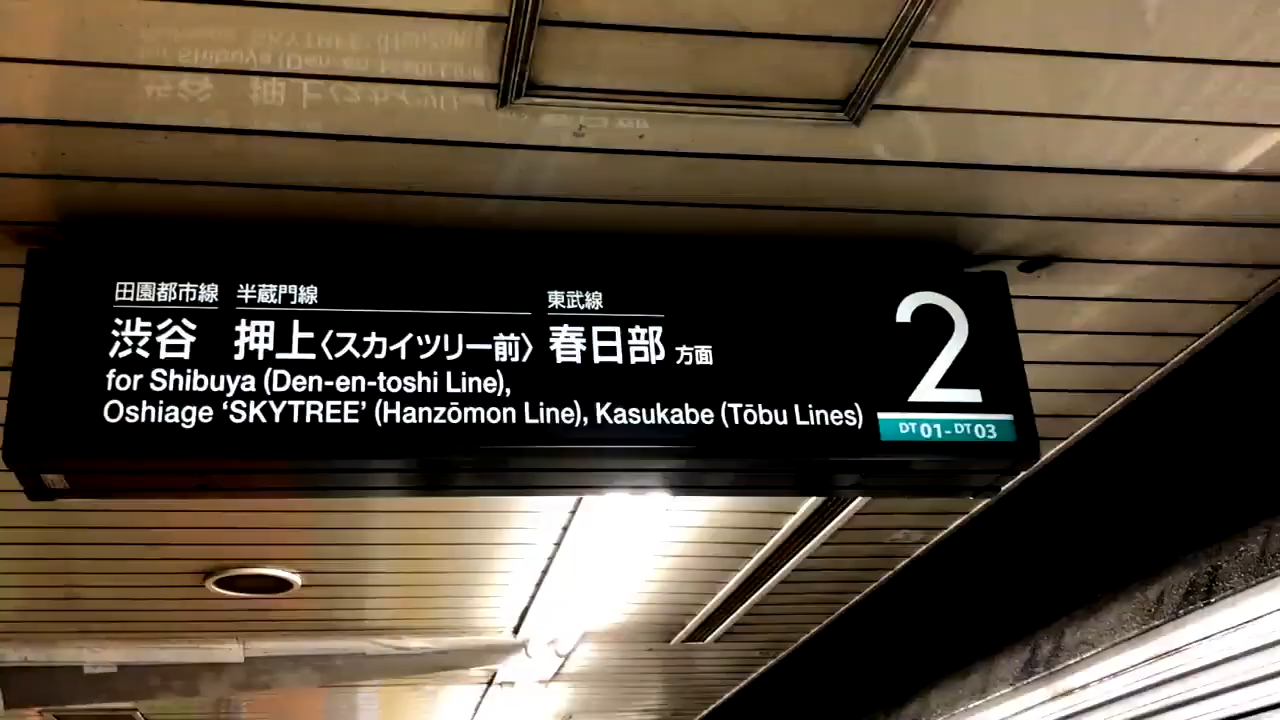 田園都市線 半蔵門線 東武線
渋谷 押上〈スカイツリー前〉 春日部 方面
for Shibuya (Den-en-toshi Line),
Oshiage ‘SKYTREE’ (Hanzōmon Line), Kasukabe (Tōbu Lines)
2
DT01-DT03